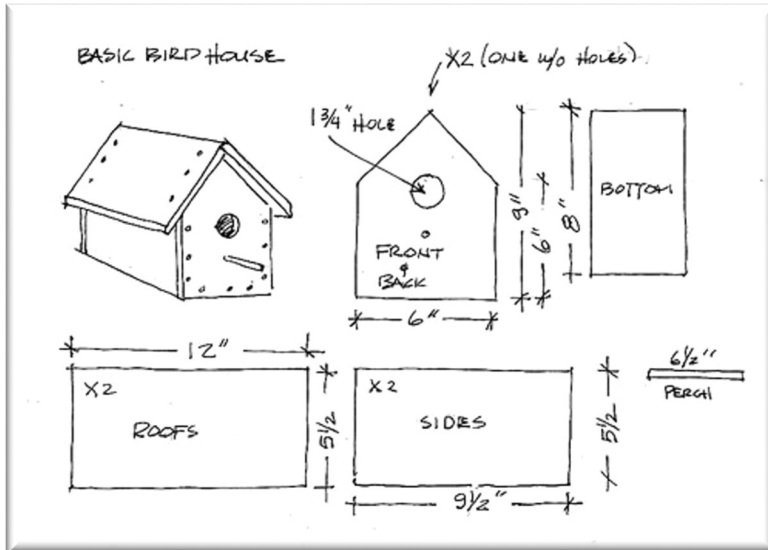 BASIC BIRD HOUSE
X2 (ONE W/O HOLES)
1 3/4" HOLE
FRONT
&
BACK
9"
6"
8"
BOTTOM
6"
12"
X2
ROOFS
5 1/2
X2
SIDES
5 1/2
9 1/2"
6 1/2"
PERCH